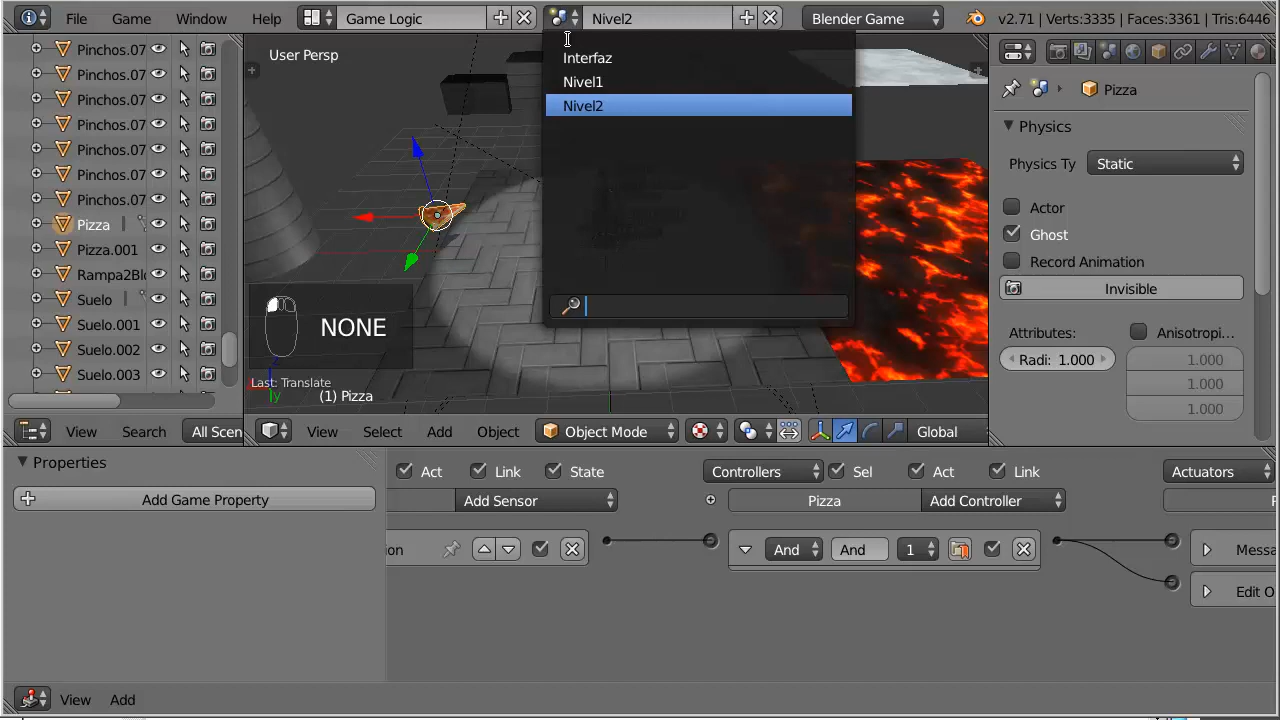 File Game Window Help Game Logic Nivel2 Blender Game v2.71 | Verts:3335 | Faces:3361 | Tris:6446
Pinchos.07
Pinchos.07
Pinchos.07
Pinchos.07
Pinchos.07
Pinchos.07
Pinchos.07
Pizza
Pizza.001
Rampa2Blo
Suelo
Suelo.001
Suelo.002
Suelo.003
View Search All Scen
User Persp
NONE
Last: Translate
(1) Pizza
Interfaz
Nivel1
Nivel2
View Select Add Object Object Mode Global
Pizza
Physics
Physics Ty Static
Actor
Ghost
Record Animation
Invisible
Attributes: Anisotropi...
Radi: 1.000 1.000
1.000
1.000
Properties
Add Game Property
Act Link State Controllers Sel Act Link Actuators
Add Sensor Pizza Add Controller
ion And And 1 Messa
Edit O
View Add